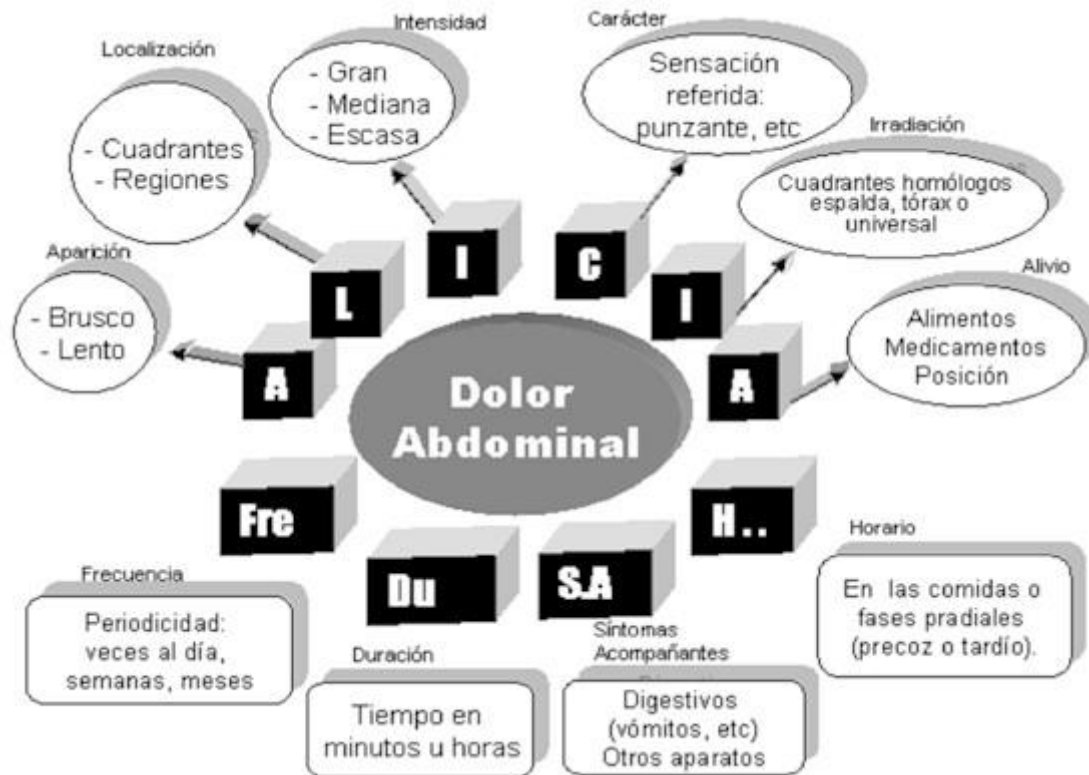 Intensidad
- Gran
- Mediana
- Escasa
Carácter
Sensación
referida:
punzante, etc
Localización
- Cuadrantes
- Regiones
Irradiación
Cuadrantes homólogos
espalda, tórax o
universal
Aparición
- Brusco
- Lento
Alivio
Alimentos
Medicamentos
Posición
A
L
I
C
I
A
Dolor
Abdominal
Fre
Du
S.A
H..
Frecuencia
Periodicidad:
veces al día,
semanas, meses
Duración
Tiempo en
minutos u horas
Síntomas
Acompañantes
Digestivos
(vómitos, etc)
Otros aparatos
Horario
En las comidas o
fases pradiales
(precoz o tardío).